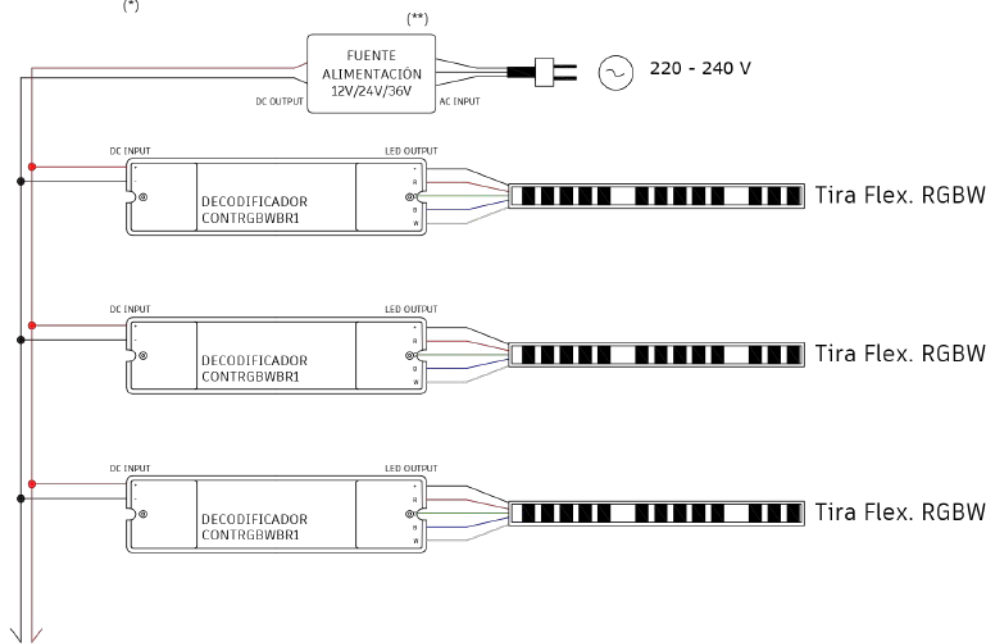 (*)
(**)
FUENTE
ALIMENTACIÓN
12V/24V/36V
DC OUTPUT
AC INPUT
220 - 240 V
DC INPUT
LED OUTPUT
+
-
DECODIFICADOR
CONTRGBWBR1
+
R
G
B
W
Tira Flex. RGBW
DC INPUT
LED OUTPUT
+
-
DECODIFICADOR
CONTRGBWBR1
+
R
G
B
W
Tira Flex. RGBW
DC INPUT
LED OUTPUT
+
-
DECODIFICADOR
CONTRGBWBR1
+
R
G
B
W
Tira Flex. RGBW